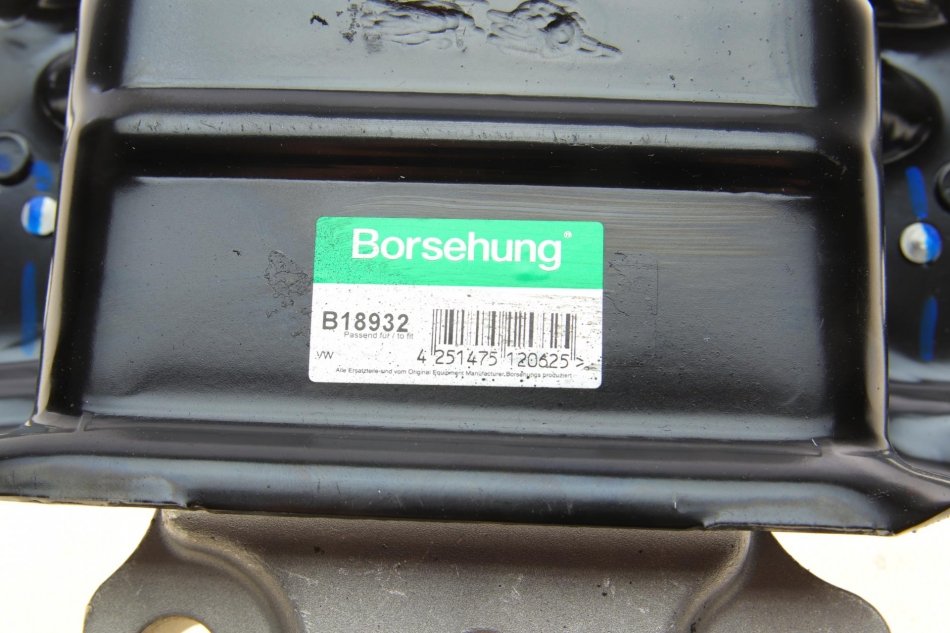 Borsehung®
B18932
Passend für / to fit
VW
4 251475 120625 >
Alle Ersatzteile sind vom Original Equipment Manufacturer Borsehungs produziert